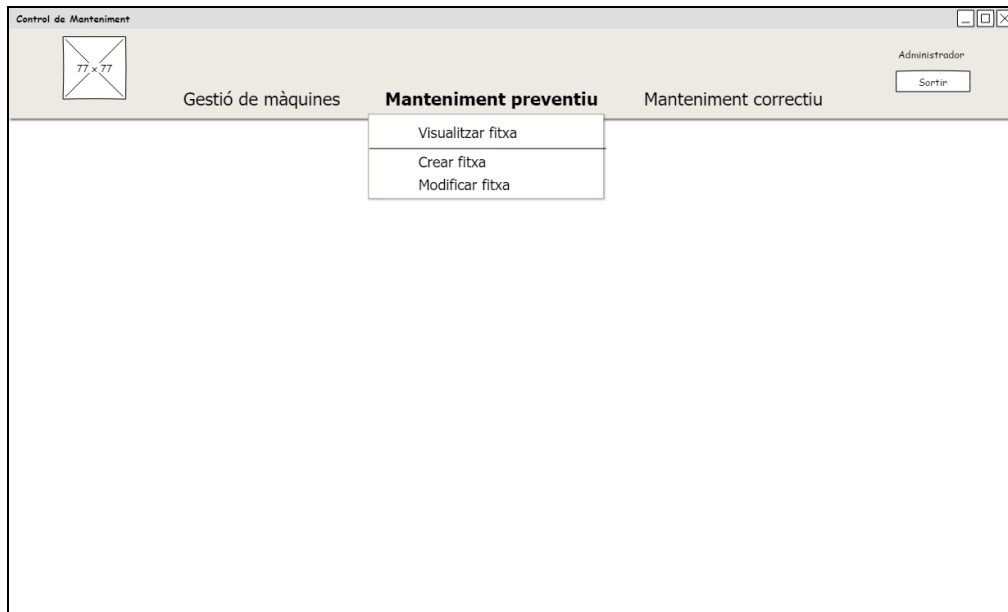 Control de Manteniment
77 x 77
Administrador
Sortir
Gestió de màquines
Manteniment preventiu
Manteniment correctiu
Visualitzar fitxa
Crear fitxa
Modificar fitxa